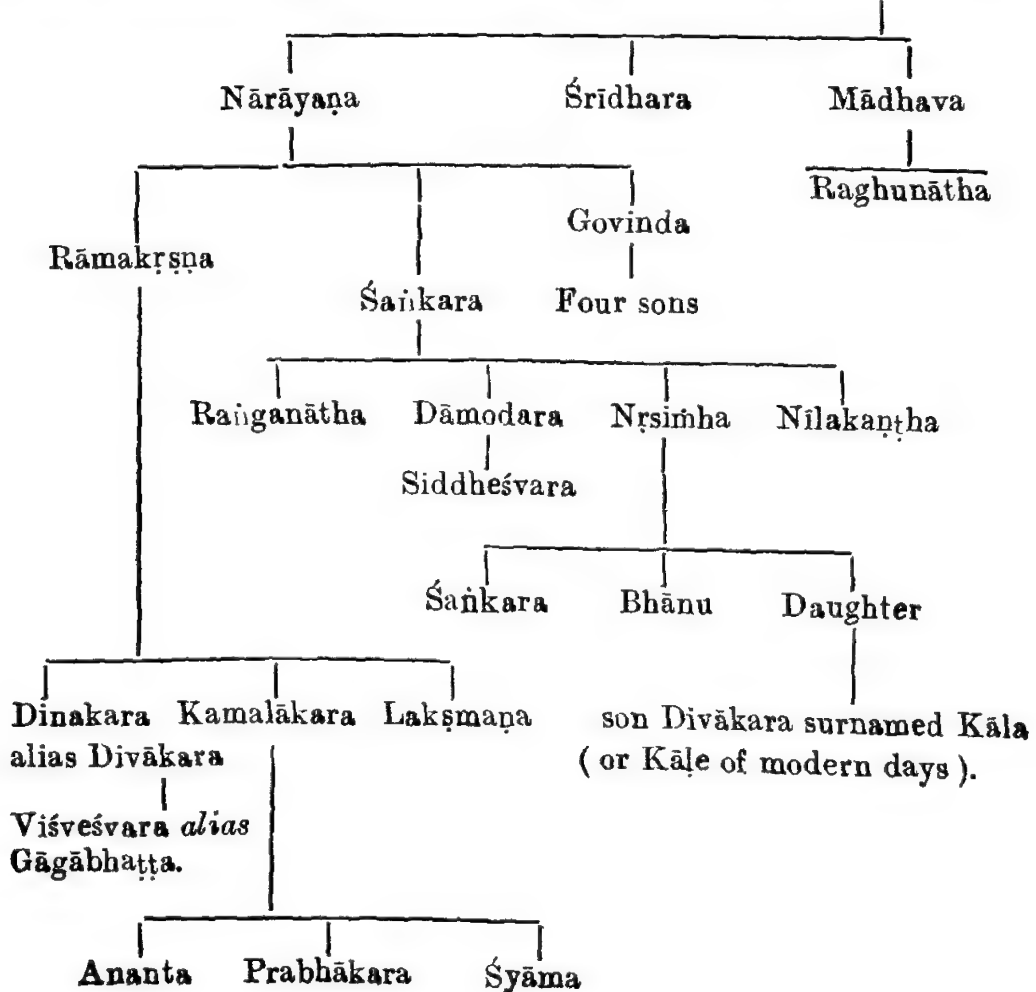 Nārāyaṇa Śrīdhara Mādhava
Raghunātha
Govinda
Rāmakṛṣṇa
Śaṅkara Four sons
Raṅganātha Dāmodara Nṛsiṁha Nīlakaṇṭha
Siddheśvara
Śaṅkara Bhānu Daughter
Dinakara Kamalākara Lakṣmaṇa son Divākara surnamed Kāla
alias Divākara ( or Kāḷe of modern days ).
Viśveśvara alias
Gāgābhaṭṭa.
Ananta Prabhākara Śyāma